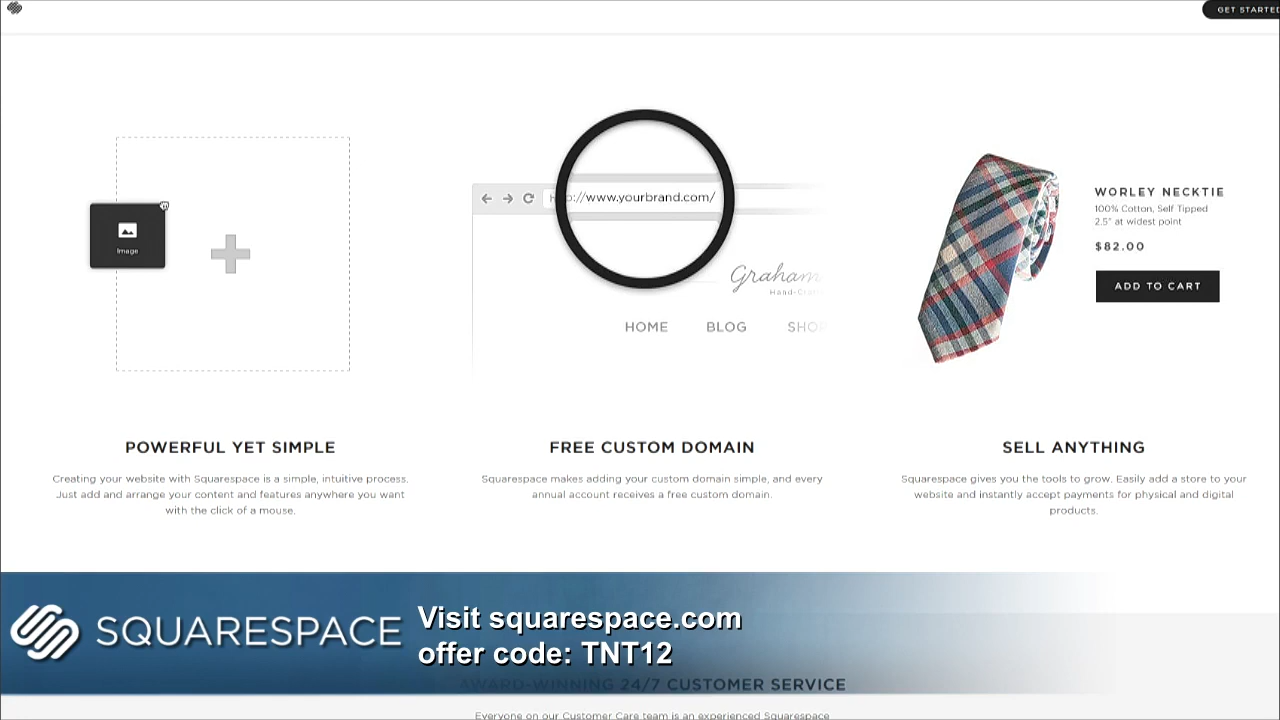 GET STARTED
Image
http://www.yourbrand.com/
Graham
Hand-Craft
HOME BLOG SHOP
WORLEY NECKTIE
100% Cotton, Self Tipped
2.5" at widest point
$82.00
ADD TO CART
POWERFUL YET SIMPLE
Creating your website with Squarespace is a simple, intuitive process.
Just add and arrange your content and features anywhere you want
with the click of a mouse.
FREE CUSTOM DOMAIN
Squarespace makes adding your custom domain simple, and every
annual account receives a free custom domain.
SELL ANYTHING
Squarespace gives you the tools to grow. Easily add a store to your
website and instantly accept payments for physical and digital
products.
SQUARESPACE
Visit squarespace.com
offer code: TNT12
AWARD-WINNING 24/7 CUSTOMER SERVICE
Everyone on our Customer Care team is an experienced Squarespace